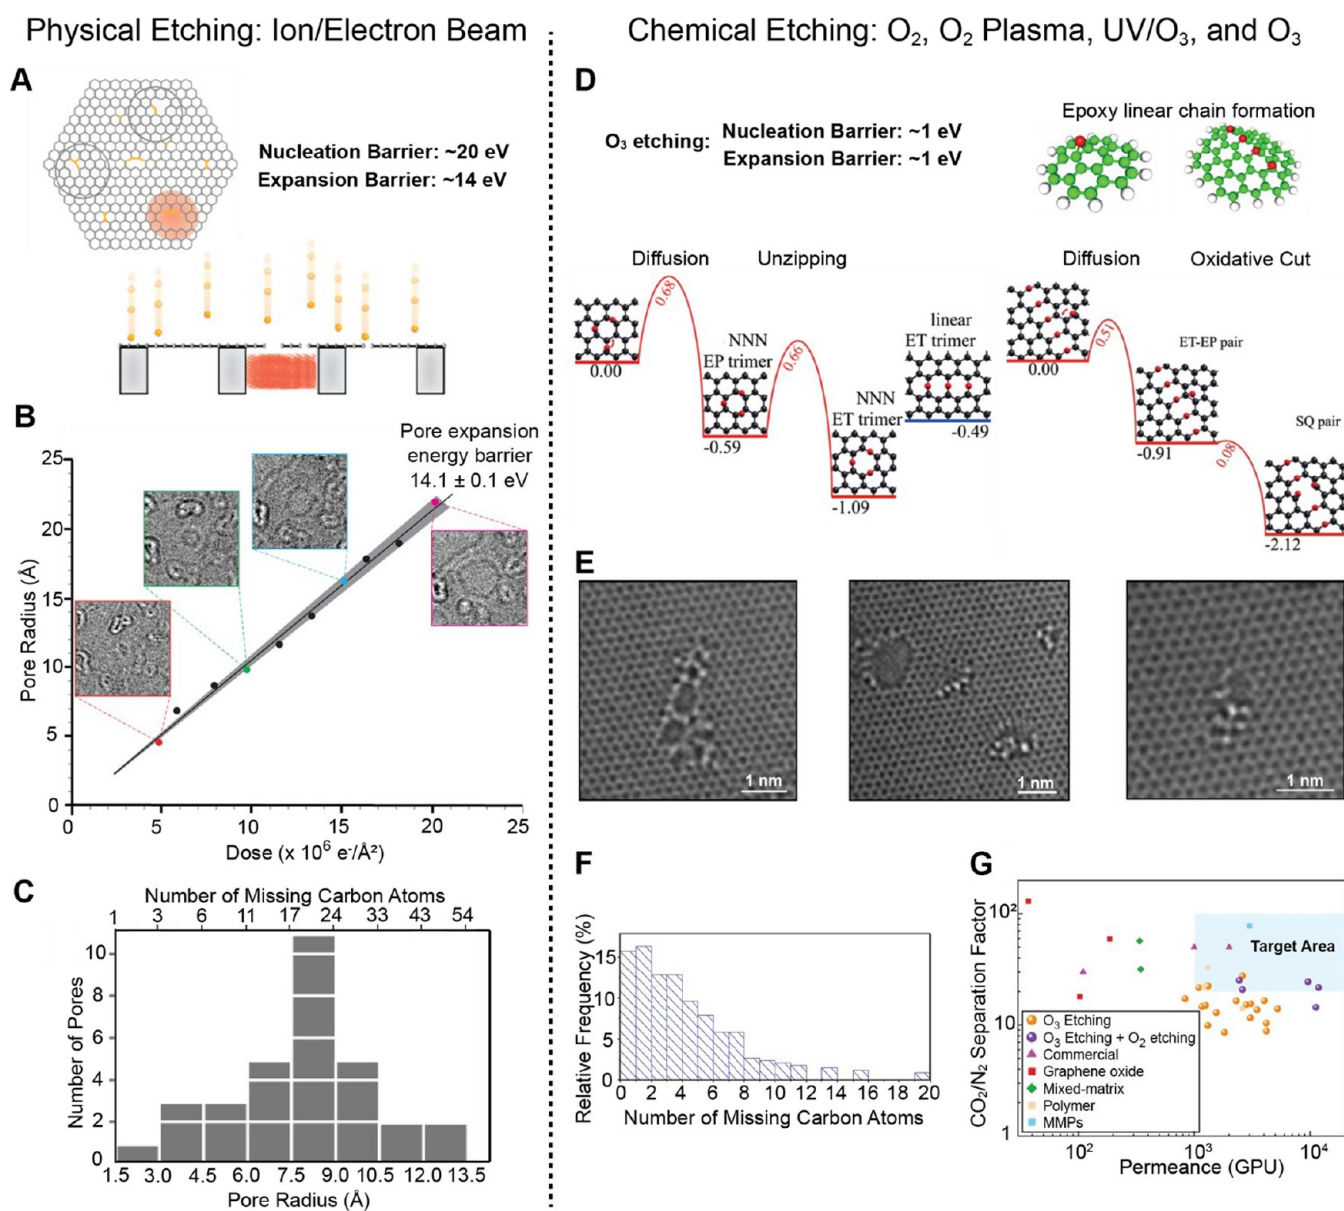 Physical Etching: Ion/Electron Beam
A
Nucleation Barrier: ~20 eV
Expansion Barrier: ~14 eV
B
Pore expansion
energy barrier
14.1 ± 0.1 eV
25
20
15
10
5
0
Pore Radius (Å)
0 5 10 15 20 25
Dose (x 10⁶ e⁻/Å²)
C
Number of Missing Carbon Atoms
1 3 6 11 17 24 33 43 54
10
8
6
4
2
0
Number of Pores
1.5 3.0 4.5 6.0 7.5 9.0 10.5 12.0 13.5
Pore Radius (Å)
Chemical Etching: O₂, O₂ Plasma, UV/O₃, and O₃
D
O₃ etching:
Nucleation Barrier: ~1 eV
Expansion Barrier: ~1 eV
Epoxy linear chain formation
Diffusion
Unzipping
0.68
0.00
NNN
EP trimer
-0.59
0.66
NNN
ET trimer
-1.09
linear
ET trimer
-0.49
Diffusion
Oxidative Cut
0.51
0.00
ET-EP pair
-0.91
0.08
SQ pair
-2.12
E
1 nm
1 nm
1 nm
F
Relative Frequency (%)
15
10
5
0
0 2 4 6 8 10 12 14 16 18 20
Number of Missing Carbon Atoms
G
CO₂/N₂ Separation Factor
10²
10
1
Target Area
O₃ Etching
O₃ Etching + O₂ etching
Commercial
Graphene oxide
Mixed-matrix
Polymer
MMPs
10² 10³ 10⁴
Permeance (GPU)